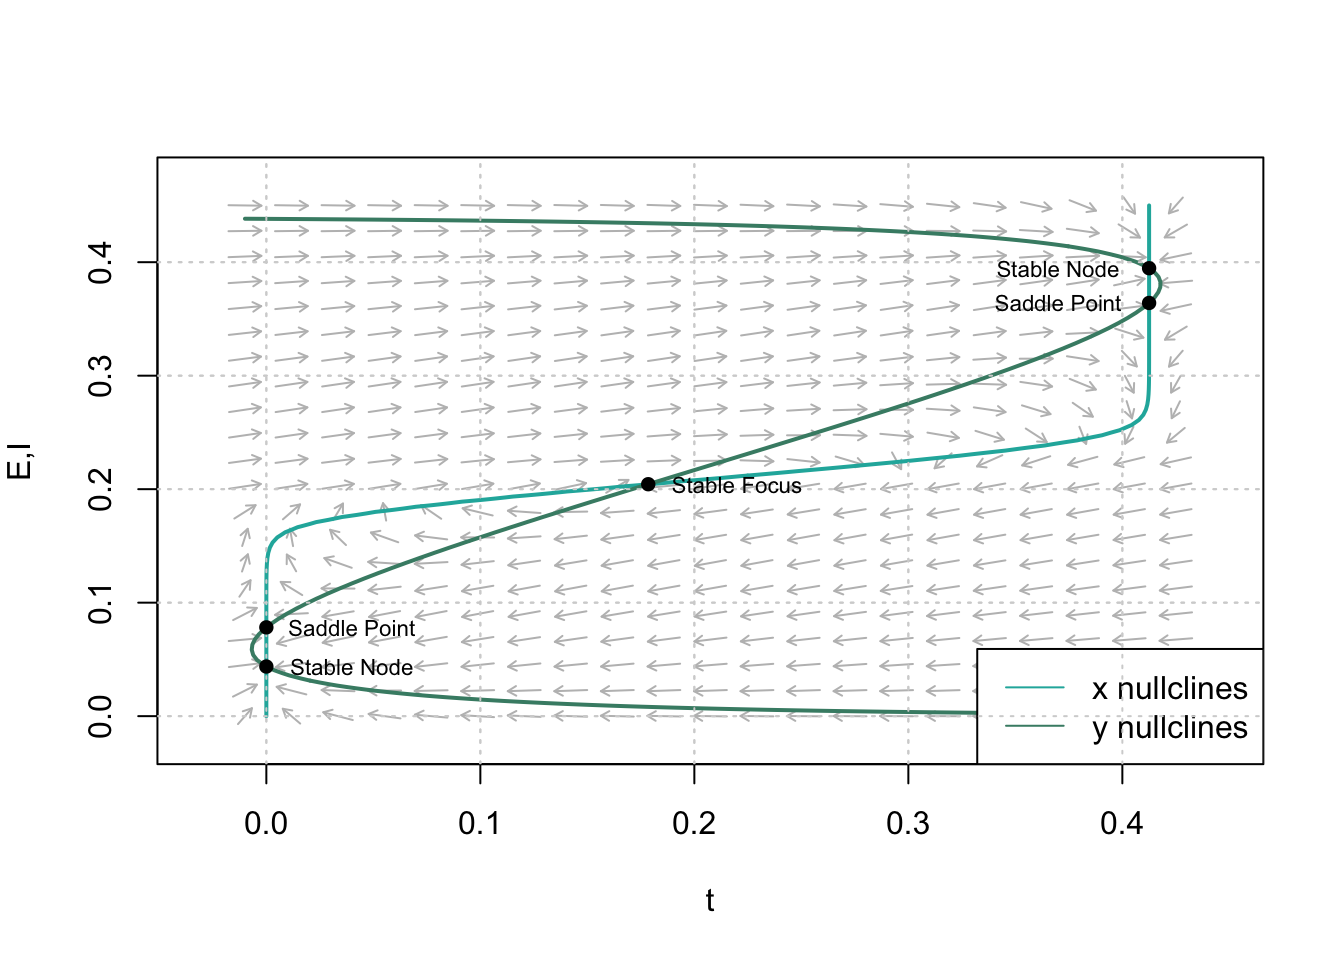 E,I
0.4
0.3
0.2
0.1
0.0
Stable Node
Saddle Point
Stable Focus
Saddle Point
Stable Node
x nullclines
y nullclines
0.0 0.1 0.2 0.3 0.4
t